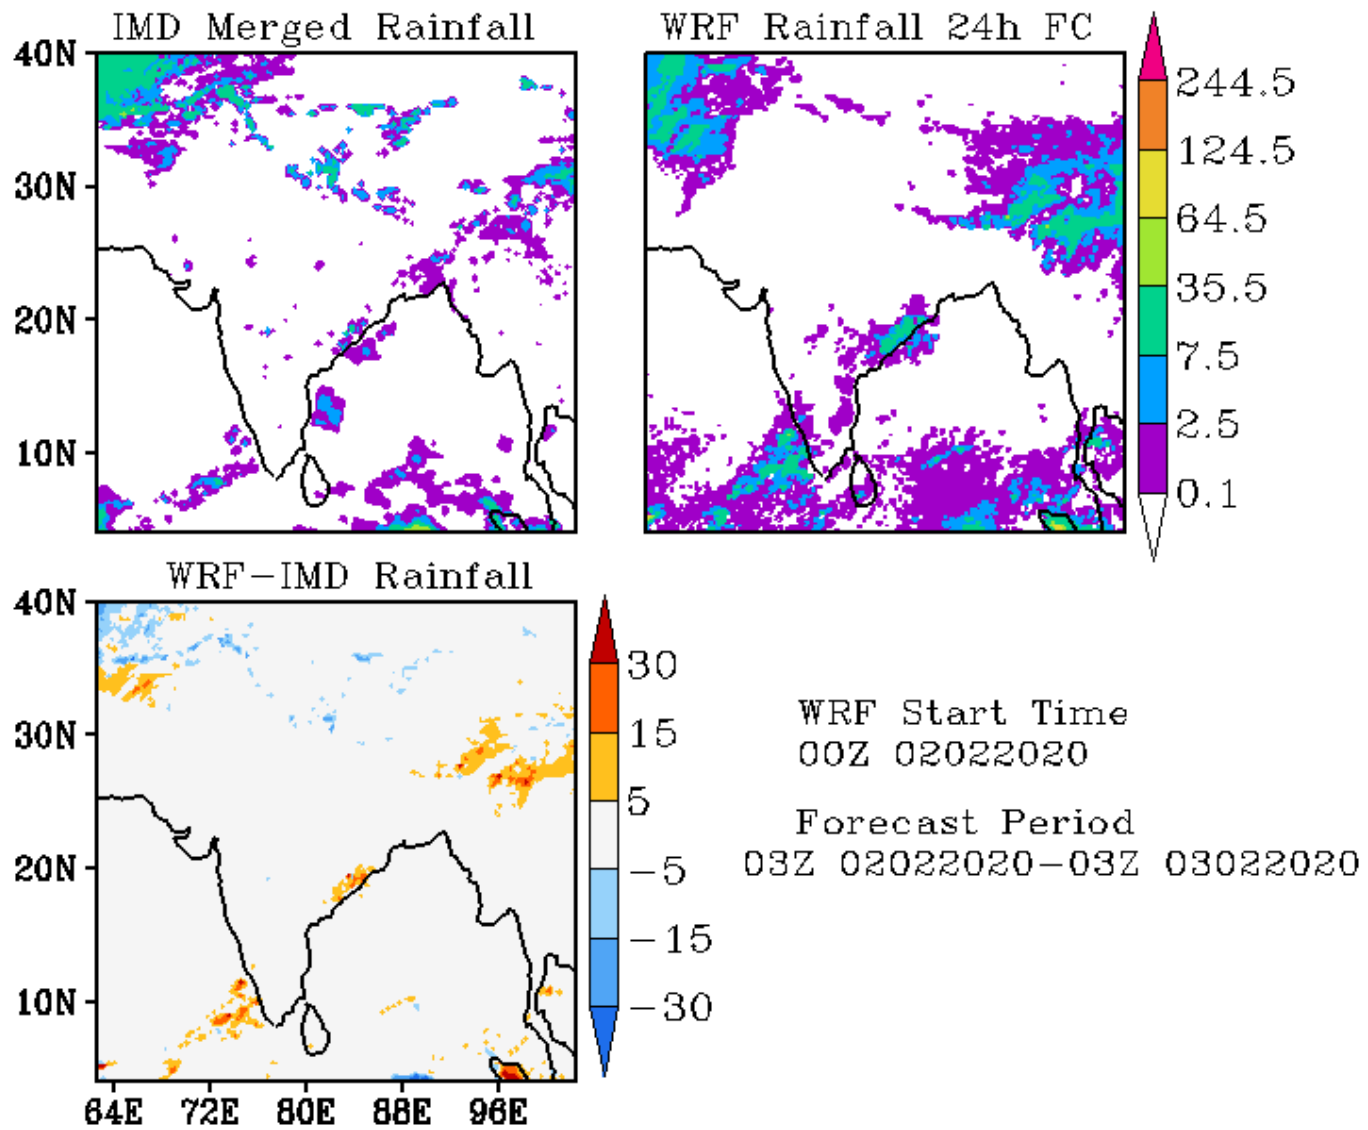 IMD Merged Rainfall
WRF Rainfall 24h FC
40N
30N
20N
10N
244.5
124.5
64.5
35.5
7.5
2.5
0.1
WRF-IMD Rainfall
40N
30N
20N
10N
64E 72E 80E 88E 96E
30
15
5
-5
-15
-30
WRF Start Time
00Z 02022020
Forecast Period
03Z 02022020-03Z 03022020